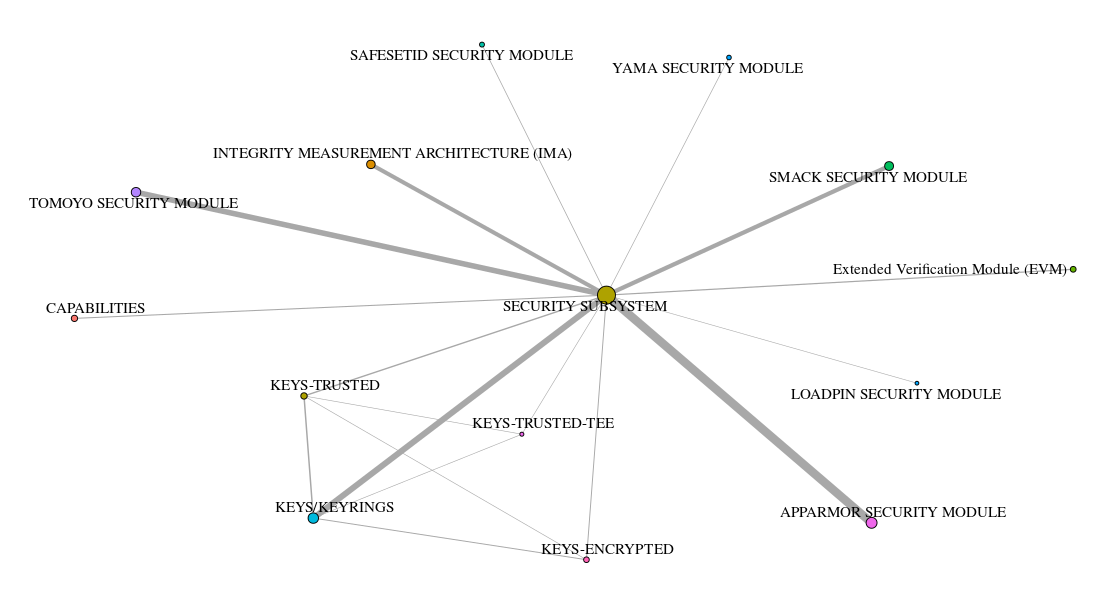 SAFESETID SECURITY MODULE
YAMA SECURITY MODULE
INTEGRITY MEASUREMENT ARCHITECTURE (IMA)
SMACK SECURITY MODULE
TOMOYO SECURITY MODULE
Extended Verification Module (EVM)
CAPABILITIES
SECURITY SUBSYSTEM
KEYS-TRUSTED
LOADPIN SECURITY MODULE
KEYS-TRUSTED-TEE
KEYS/KEYRINGS
APPARMOR SECURITY MODULE
KEYS-ENCRYPTED